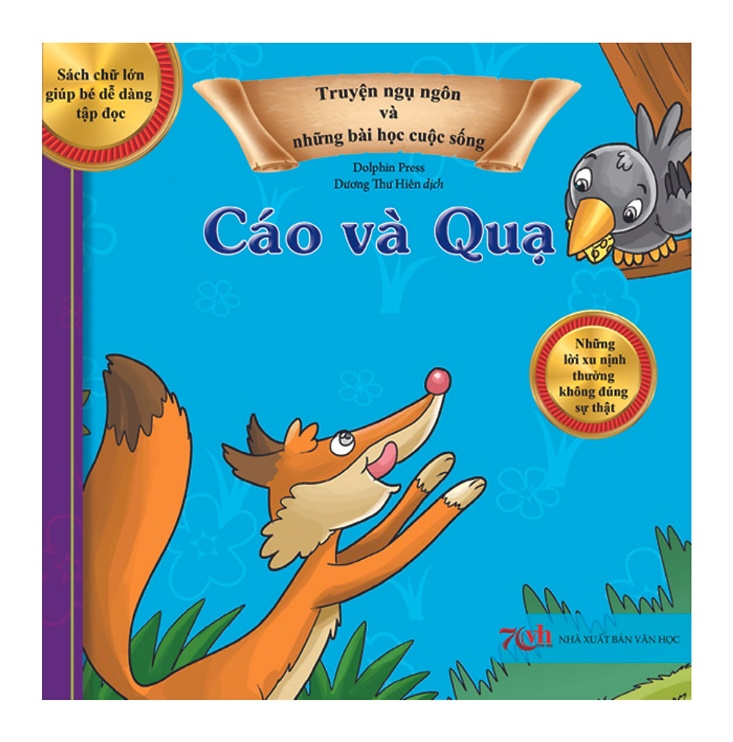 Sách chữ lớn
giúp bé dễ dàng
tập đọc
Truyện ngụ ngôn
và
những bài học cuộc sống
Dolphin Press
Dương Thư Hiên dịch
Cáo và Quạ
Những
lời xu nịnh
thường
không đúng
sự thật
70vh
NHÀ XUẤT BẢN VĂN HỌC